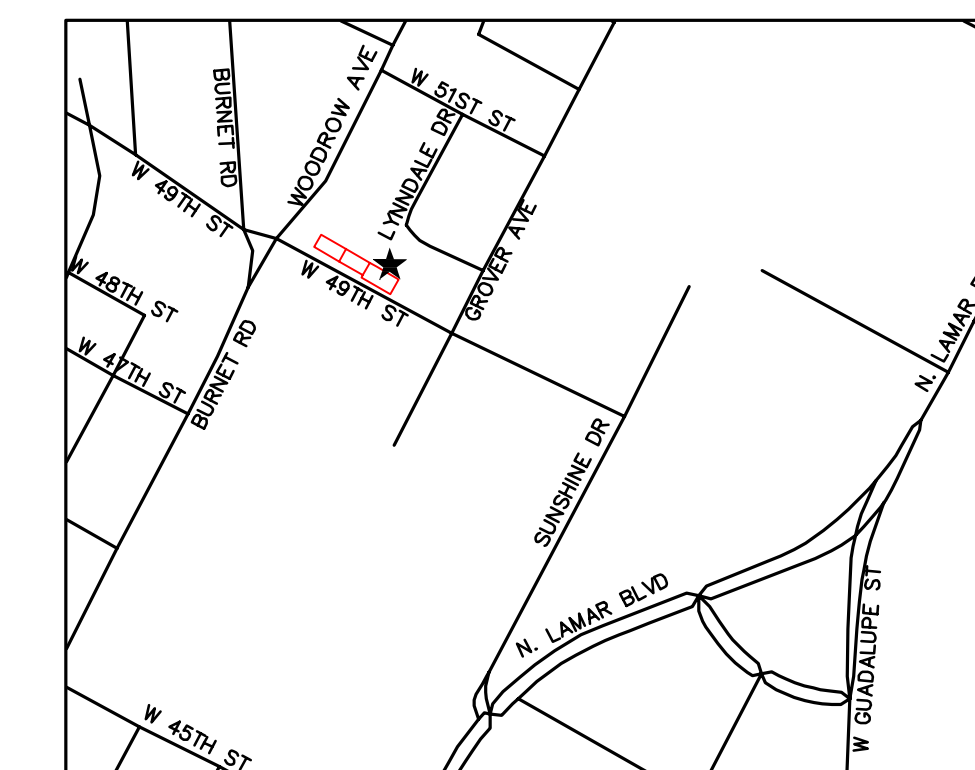 BURNET RD
WOODROW AVE
W 51ST ST
LYNNDALE DR
W 49TH ST
GROVER AVE
W 48TH ST
W 49TH ST
W 47TH ST
BURNET RD
N. LAMAR
SUNSHINE DR
N. LAMAR BLVD
W GUADALUPE ST
W 45TH ST